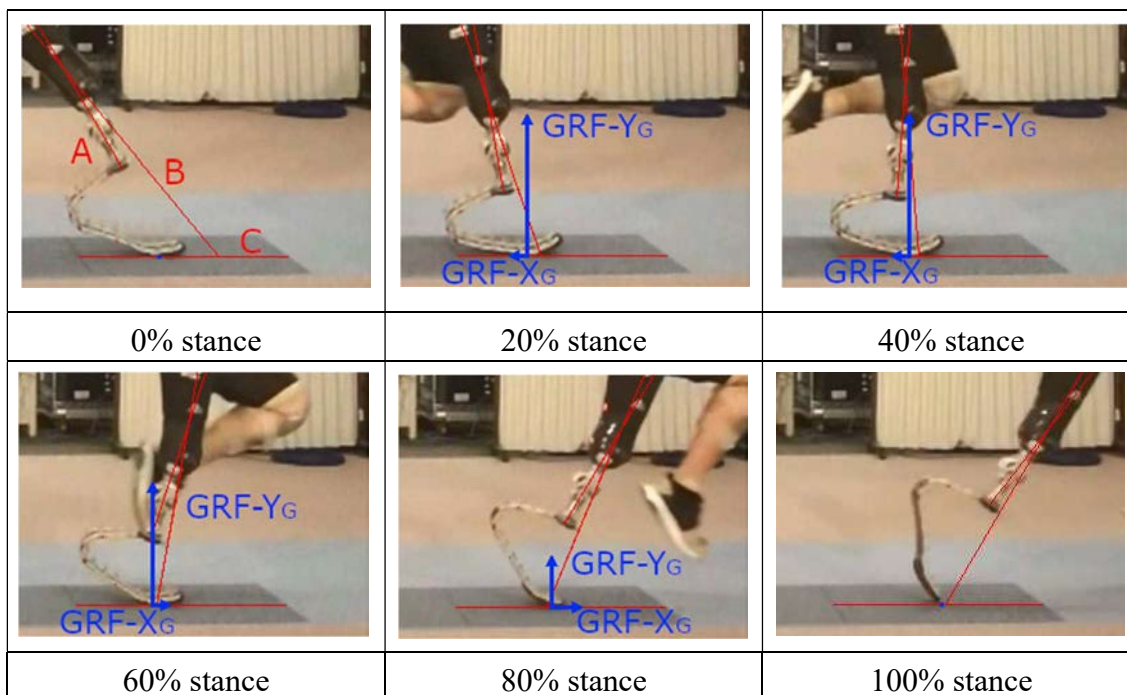 A
B
C
GRF-YG
GRF-XG
GRF-YG
GRF-XG
0% stance
20% stance
40% stance
GRF-YG
GRF-XG
GRF-YG
GRF-XG
60% stance
80% stance
100% stance